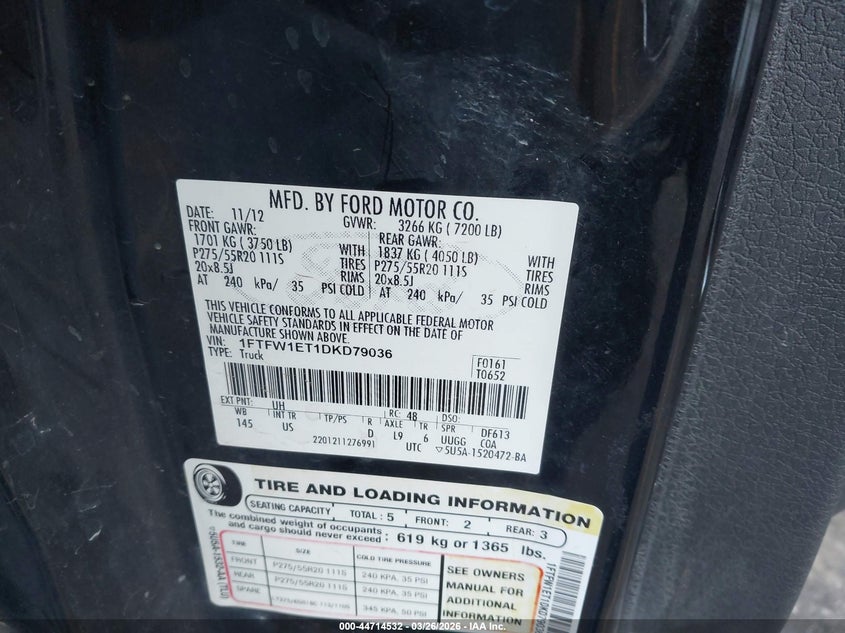 MFD. BY FORD MOTOR CO.
DATE: 11/12 GVWR: 3266 KG ( 7200 LB)
FRONT GAWR: REAR GAWR:
1701 KG ( 3750 LB) WITH 1837 KG ( 4050 LB) WITH
P275/55R20 111S TIRES P275/55R20 111S TIRES
20x8.5J RIMS 20x8.5J RIMS
AT 240 kPa/ 35 PSI COLD AT 240 kPa/ 35 PSI COLD
THIS VEHICLE CONFORMS TO ALL APPLICABLE FEDERAL MOTOR
VEHICLE SAFETY STANDARDS IN EFFECT ON THE DATE OF
MANUFACTURE SHOWN ABOVE.
VIN: 1FTFW1ET1DKD79036
TYPE: Truck
F0161
T0652
EXT PNT: UH RC: 48 DSO:
WB INT TR TP/PS R AXLE TR SPR DF613
145 US D L9 6 UUGG COA
2201211276991 UTC ▽5U5A-1520472-BA
TIRE AND LOADING INFORMATION
SEATING CAPACITY TOTAL : 5 FRONT: 2 REAR: 3
The combined weight of occupants
and cargo should never exceed : 619 kg or 1365 lbs.
TIRE SIZE COLD TIRE PRESSURE
FRONT P275/55R20 111S 240 KPA, 35 PSI
REAR P275/55R20 111S 240 KPA, 35 PSI
SPARE 345 KPA, 50 PSI
SEE OWNERS
MANUAL FOR
ADDITIONAL
INFORMATION
000-44714532 - 03/26/2026 - IAA Inc.